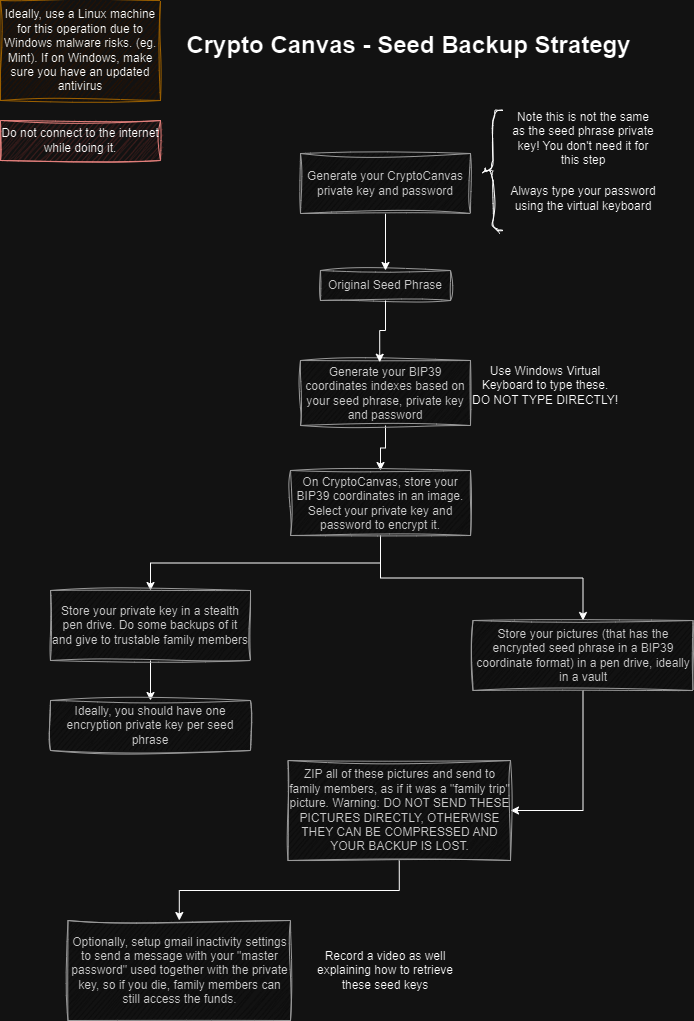 Ideally, use a Linux machine
for this operation due to
Windows malware risks. (eg.
Mint). If on Windows, make
sure you have an updated
antivirus
Crypto Canvas - Seed Backup Strategy
Do not connect to the internet
while doing it.
Note this is not the same
as the seed phrase private
key! You don't need it for
this step
Always type your password
using the virtual keyboard
Generate your CryptoCanvas
private key and password
Original Seed Phrase
Generate your BIP39
coordinates indexes based on
your seed phrase, private key
and password
Use Windows Virtual
Keyboard to type these.
DO NOT TYPE DIRECTLY!
On CryptoCanvas, store your
BIP39 coordinates in an image.
Select your private key and
password to encrypt it.
Store your private key in a stealth
pen drive. Do some backups of it
and give to trustable family members
Store your pictures (that has the
encrypted seed phrase in a BIP39
coordinate format) in a pen drive, ideally
in a vault
Ideally, you should have one
encryption private key per seed
phrase
ZIP all of these pictures and send to
family members, as if it was a "family trip"
picture. Warning: DO NOT SEND THESE
PICTURES DIRECTLY, OTHERWISE
THEY CAN BE COMPRESSED AND
YOUR BACKUP IS LOST.
Optionally, setup gmail inactivity settings
to send a message with your "master
password" used together with the private
key, so if you die, family members can
still access the funds.
Record a video as well
explaining how to retrieve
these seed keys